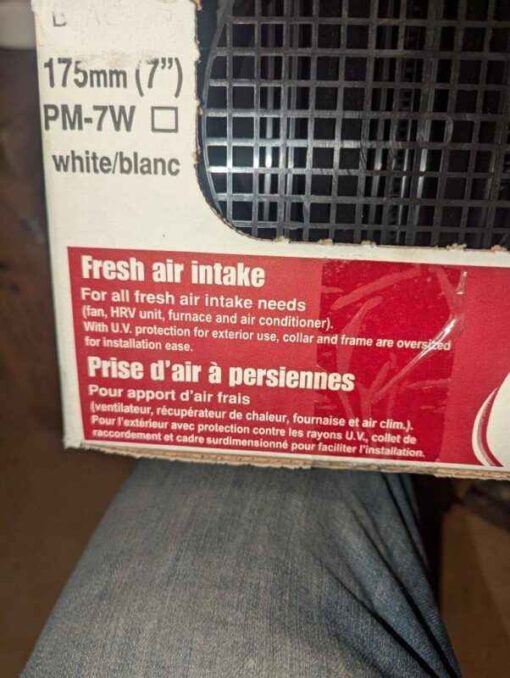 175mm (7")
PM-7W
white/blanc
Fresh air intake
For all fresh air intake needs
(fan, HRV unit, furnace and air conditioner).
With U.V. protection for exterior use, collar and frame are oversized
for installation ease.
Prise d'air à persiennes
Pour apport d'air frais
(ventilateur, récupérateur de chaleur, fournaise et air clim.).
Pour l'extérieur avec protection contre les rayons U.V., collet de
raccordement et cadre surdimensionné pour faciliter l'installation.